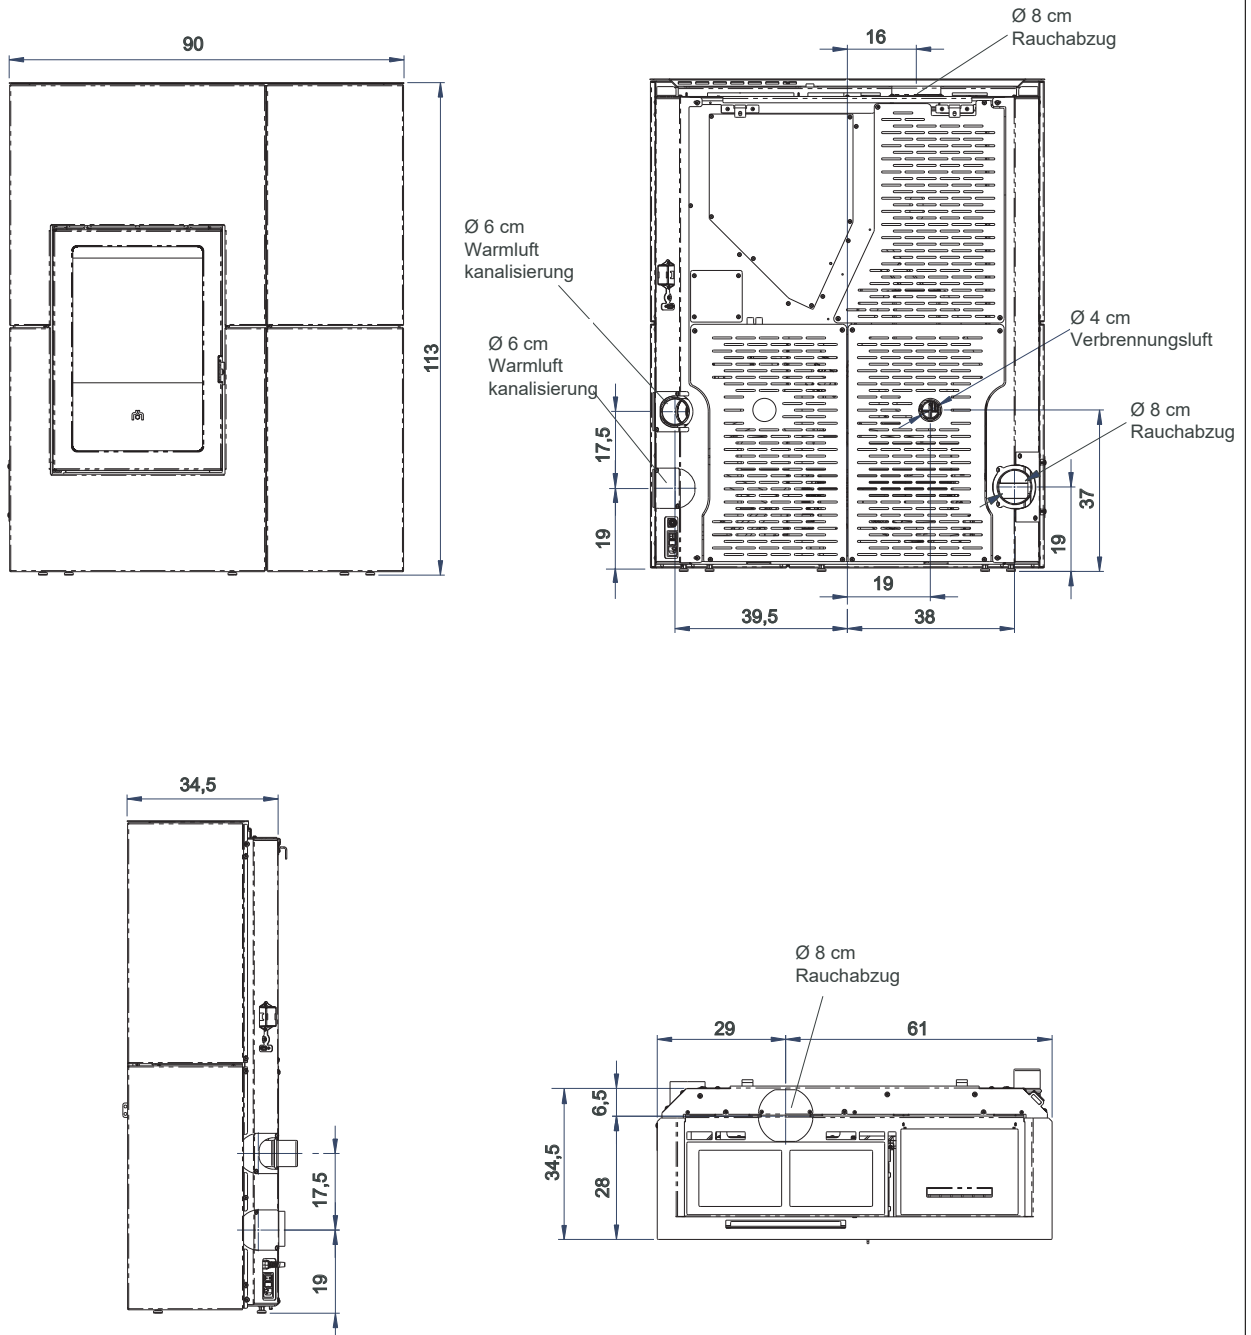 90
113
Ø 8 cm
Rauchabzug
16
Ø 6 cm
Warmluft
kanalisierung
Ø 6 cm
Warmluft
kanalisierung
Ø 4 cm
Verbrennungsluft
Ø 8 cm
Rauchabzug
17,5
19
37
19
19
39,5
38
34,5
17,5
19
Ø 8 cm
Rauchabzug
29
61
6,5
34,5
28